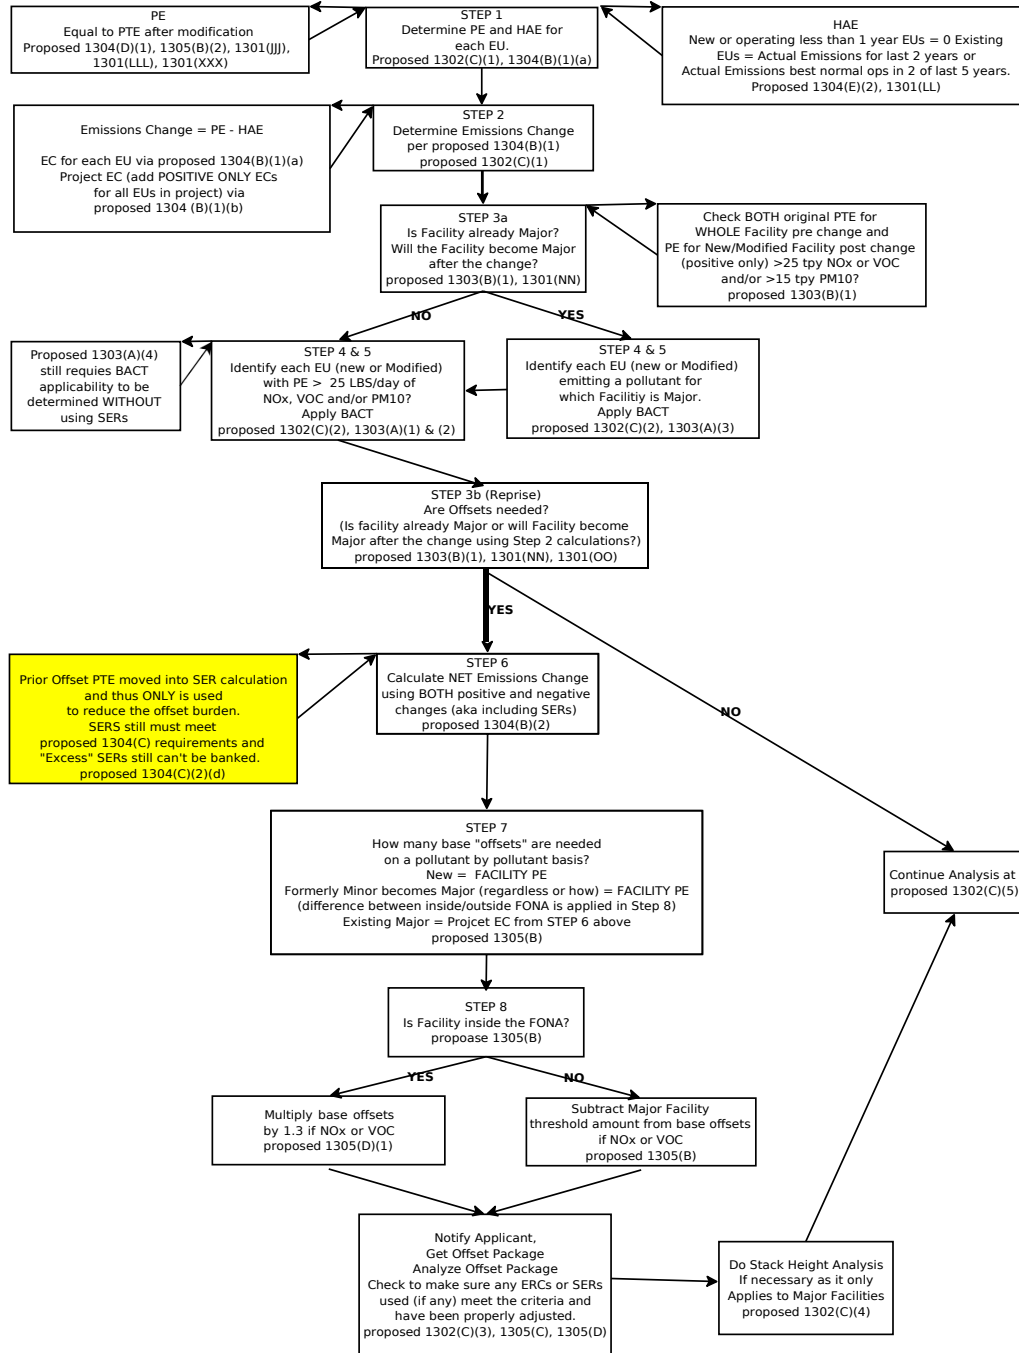 PE
Equal to PTE after modification
Proposed 1304(D)(1), 1305(B)(2), 1301(JJJ),
1301(LLL), 1301(XXX)
STEP 1
Determine PE and HAE for
each EU.
Proposed 1302(C)(1), 1304(B)(1)(a)
HAE
New or operating less than 1 year EUs = 0 Existing
EUs = Actual Emissions for last 2 years or
Actual Emissions best normal ops in 2 of last 5 years.
Proposed 1304(E)(2), 1301(LL)
Emissions Change = PE - HAE
EC for each EU via proposed 1304(B)(1)(a)
Project EC (add POSITIVE ONLY ECs
for all EUs in project) via
proposed 1304 (B)(1)(b)
STEP 2
Determine Emissions Change
per proposed 1304(B)(1)
proposed 1302(C)(1)
STEP 3a
Is Facility already Major?
Will the Facility become Major
after the change?
proposed 1303(B)(1), 1301(NN)
Check BOTH original PTE for
WHOLE Facility pre change and
PE for New/Modified Facility post change
(positive only) >25 tpy NOx or VOC
and/or >15 tpy PM10?
proposed 1303(B)(1)
NO
YES
Proposed 1303(A)(4)
still requies BACT
applicability to be
determined WITHOUT
using SERs
STEP 4 & 5
Identify each EU (new or Modified)
with PE > 25 LBS/day of
NOx, VOC and/or PM10?
Apply BACT
proposed 1302(C)(2), 1303(A)(1) & (2)
STEP 4 & 5
Identify each EU (new or Modified)
emitting a pollutant for
which Facilitiy is Major.
Apply BACT
proposed 1302(C)(2), 1303(A)(3)
STEP 3b (Reprise)
Are Offsets needed?
(Is facility already Major or will Facility become
Major after the change using Step 2 calculations?)
proposed 1303(B)(1), 1301(NN), 1301(OO)
YES
NO
Prior Offset PTE moved into SER calculation
and thus ONLY is used
to reduce the offset burden.
SERS still must meet
proposed 1304(C) requirements and
"Excess" SERs still can't be banked.
proposed 1304(C)(2)(d)
STEP 6
Calculate NET Emissions Change
using BOTH positive and negative
changes (aka including SERs)
proposed 1304(B)(2)
STEP 7
How many base "offsets" are needed
on a pollutant by pollutant basis?
New = FACILITY PE
Formerly Minor becomes Major (regardless or how) = FACILITY PE
(difference between inside/outside FONA is applied in Step 8)
Existing Major = Projcet EC from STEP 6 above
proposed 1305(B)
Continue Analysis at
proposed 1302(C)(5)
STEP 8
Is Facility inside the FONA?
propoase 1305(B)
YES
NO
Multiply base offsets
by 1.3 if NOx or VOC
proposed 1305(D)(1)
Subtract Major Facility
threshold amount from base offsets
if NOx or VOC
proposed 1305(B)
Notify Applicant,
Get Offset Package
Analyze Offset Package
Check to make sure any ERCs or SERs
used (if any) meet the criteria and
have been properly adjusted.
proposed 1302(C)(3), 1305(C), 1305(D)
Do Stack Height Analysis
If necessary as it only
Applies to Major Facilities
proposed 1302(C)(4)